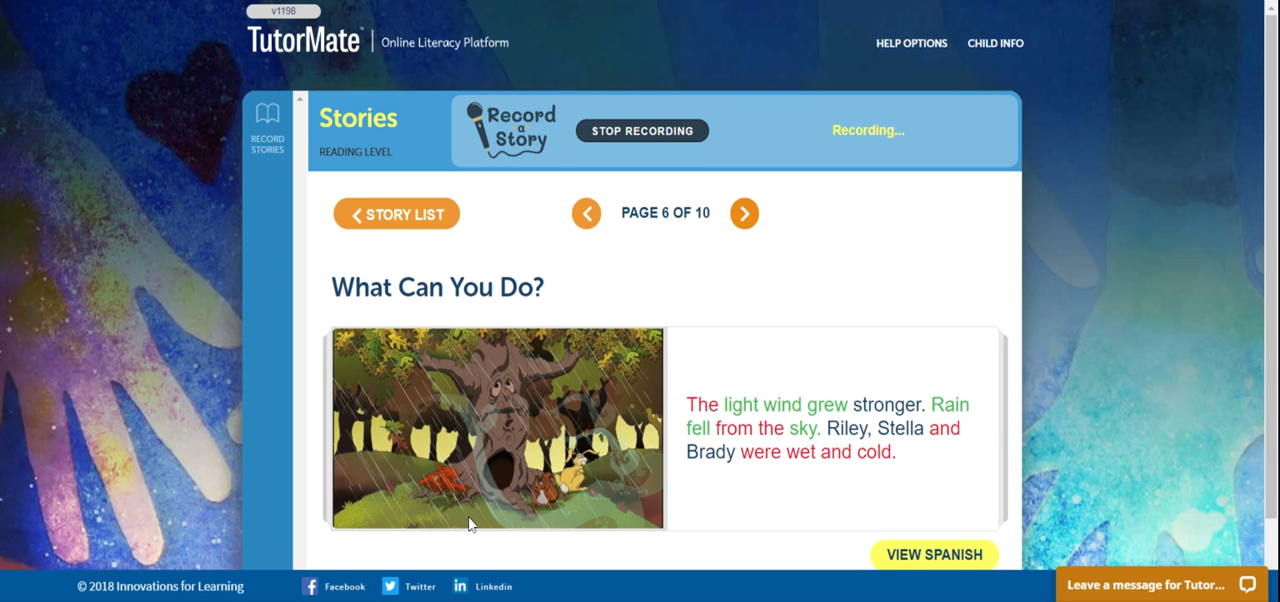 v1198
TutorMate | Online Literacy Platform
HELP OPTIONS CHILD INFO
RECORD
STORIES
Stories
READING LEVEL
Record
a
Story
STOP RECORDING
Recording...
STORY LIST
PAGE 6 OF 10
What Can You Do?
The light wind grew stronger. Rain
fell from the sky. Riley, Stella and
Brady were wet and cold.
VIEW SPANISH
© 2018 Innovations for Learning
Facebook
Twitter
Linkedin
Leave a message for Tutor...